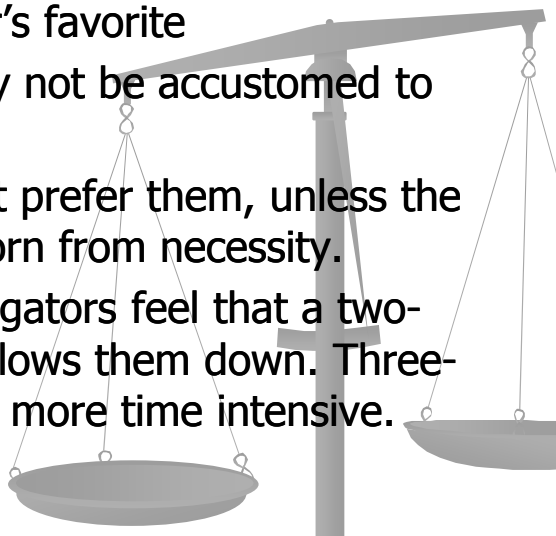 r's favorite
y not be accustomed to
t prefer them, unless the
orn from necessity.
gators feel that a two-
lows them down. Three-
more time intensive.